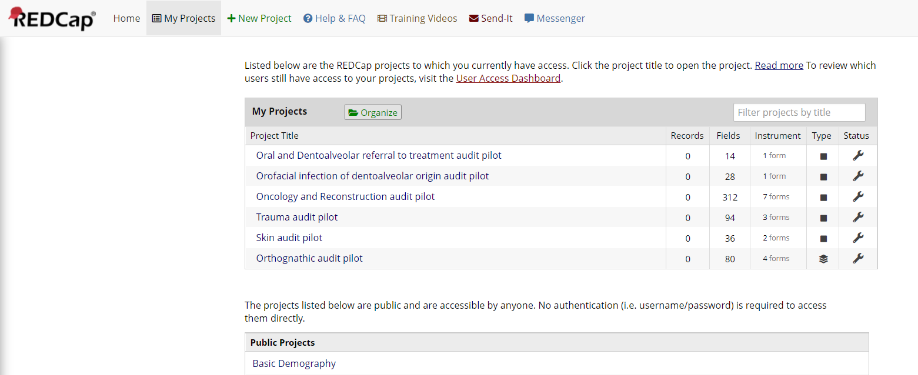 REDCap® Home My Projects New Project Help & FAQ Training Videos Send-It Messenger
Listed below are the REDCap projects to which you currently have access. Click the project title to open the project. Read more To review which
users still have access to your projects, visit the User Access Dashboard.
My Projects Organize Filter projects by title
Project Title Records Fields Instrument Type Status
Oral and Dentoalveolar referral to treatment audit pilot 0 14 1 form
Orofacial infection of dentoalveolar origin audit pilot 0 28 1 form
Oncology and Reconstruction audit pilot 0 312 7 forms
Trauma audit pilot 0 94 3 forms
Skin audit pilot 0 36 2 forms
Orthognathic audit pilot 0 80 4 forms
The projects listed below are public and are accessible by anyone. No authentication (i.e. username/password) is required to access
them directly.
Public Projects
Basic Demography